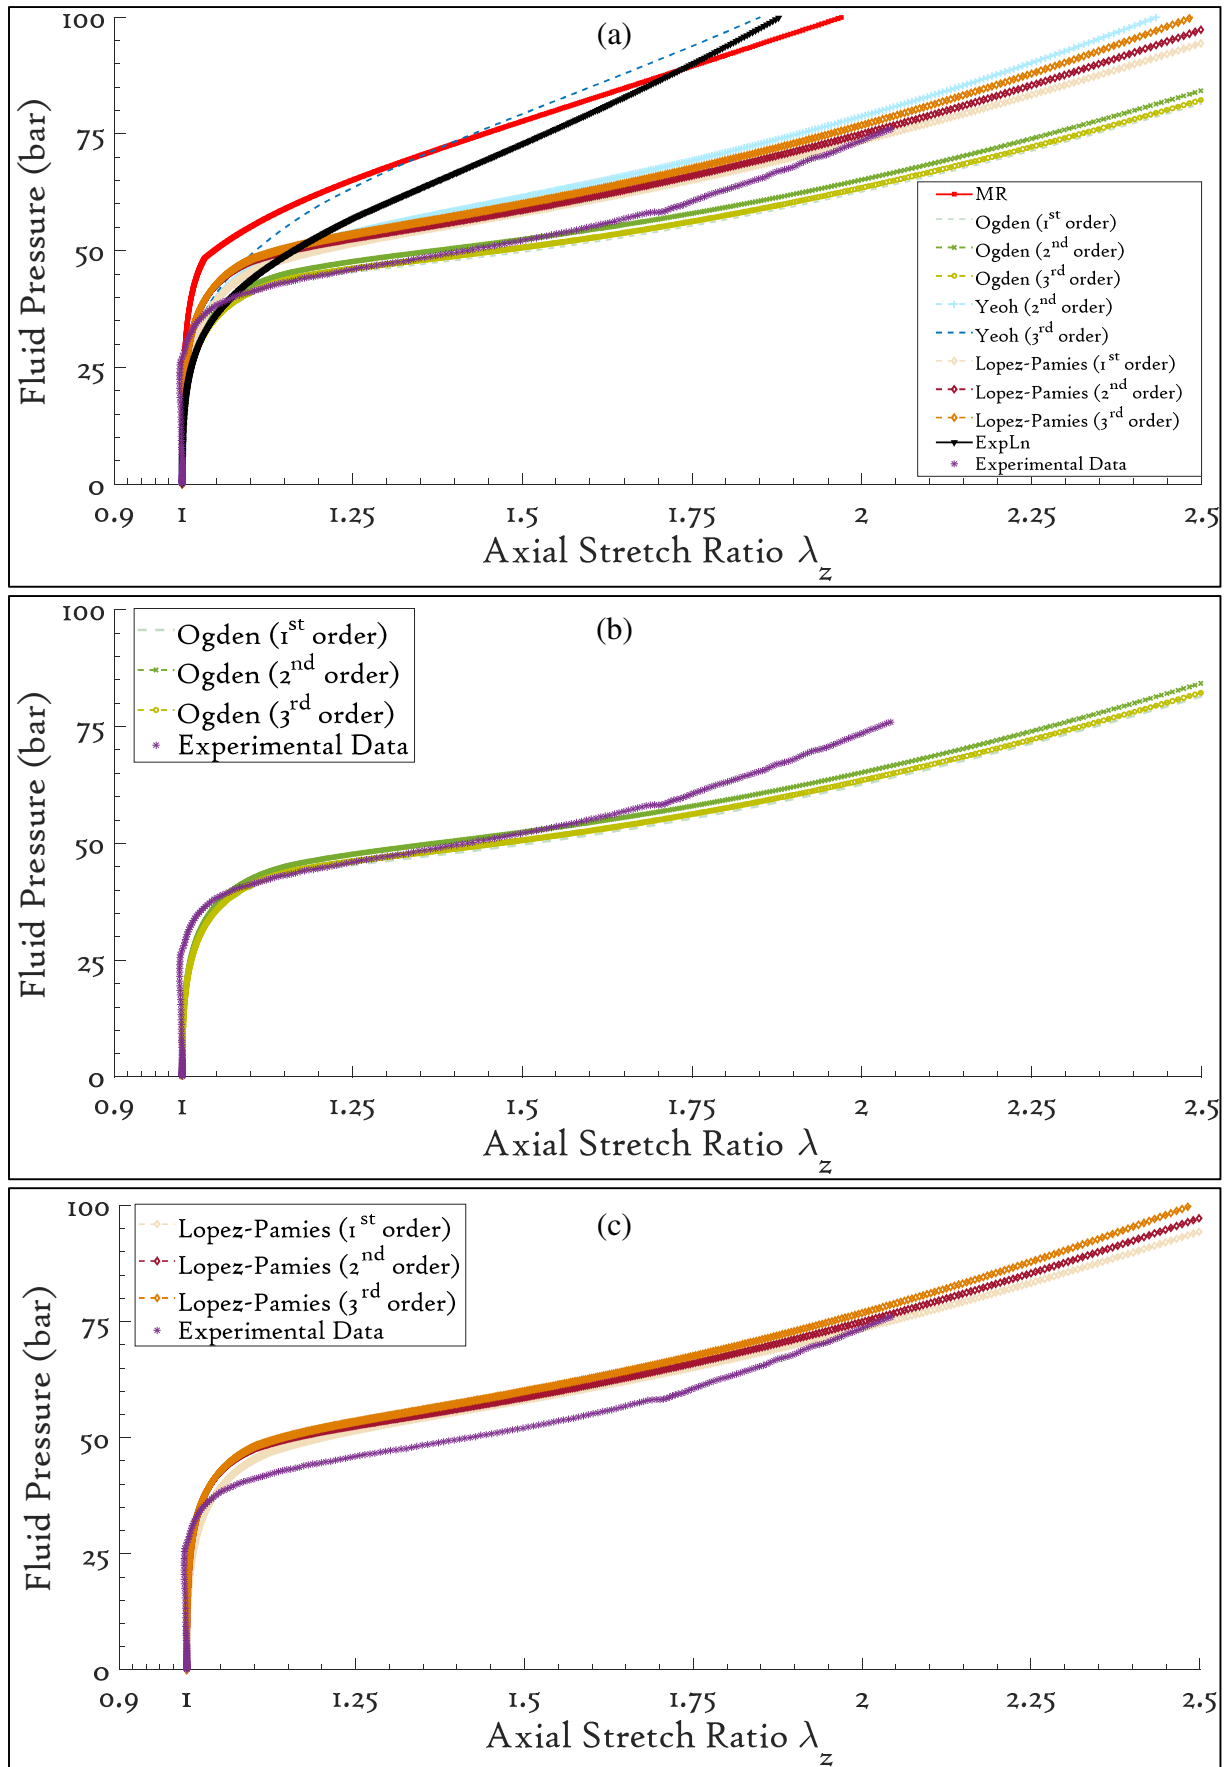 (a)
100
75
50
25
0
Fluid Pressure (bar)
MR
Ogden (1st order)
Ogden (2nd order)
Ogden (3rd order)
Yeoh (2nd order)
Yeoh (3rd order)
Lopez-Pamies (1st order)
Lopez-Pamies (2nd order)
Lopez-Pamies (3rd order)
ExpLn
Experimental Data
0.9 1 1.25 1.5 1.75 2 2.25 2.5
Axial Stretch Ratio λz
(b)
100
75
50
25
0
Fluid Pressure (bar)
Ogden (1st order)
Ogden (2nd order)
Ogden (3rd order)
Experimental Data
0.9 1 1.25 1.5 1.75 2 2.25 2.5
Axial Stretch Ratio λz
(c)
100
75
50
25
0
Fluid Pressure (bar)
Lopez-Pamies (1st order)
Lopez-Pamies (2nd order)
Lopez-Pamies (3rd order)
Experimental Data
0.9 1 1.25 1.5 1.75 2 2.25 2.5
Axial Stretch Ratio λz